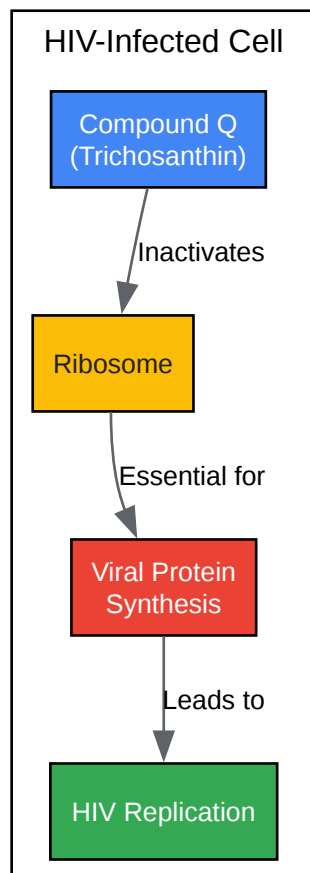 HIV-Infected Cell
Compound Q
(Trichosanthin)
Inactivates
Ribosome
Essential for
Viral Protein
Synthesis
Leads to
HIV Replication